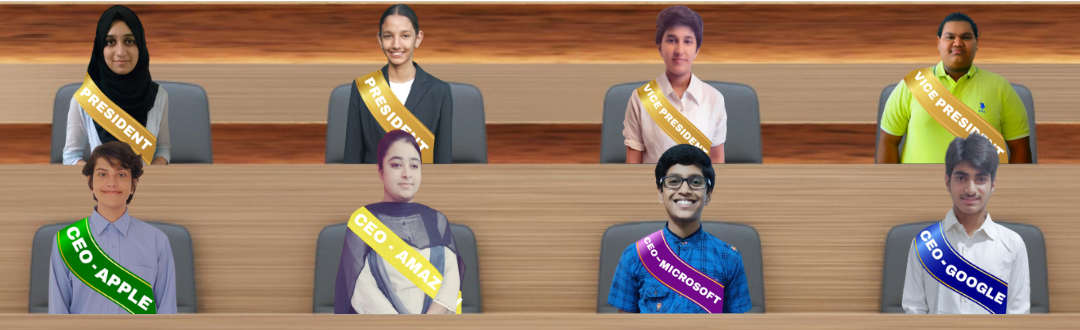 PRESIDENT
PRESIDENT
VICE PRESIDENT
VICE PRESIDENT
CEO - APPLE
CEO - AMAZ
CEO-MICROSOFT
CEO - GOOGLE